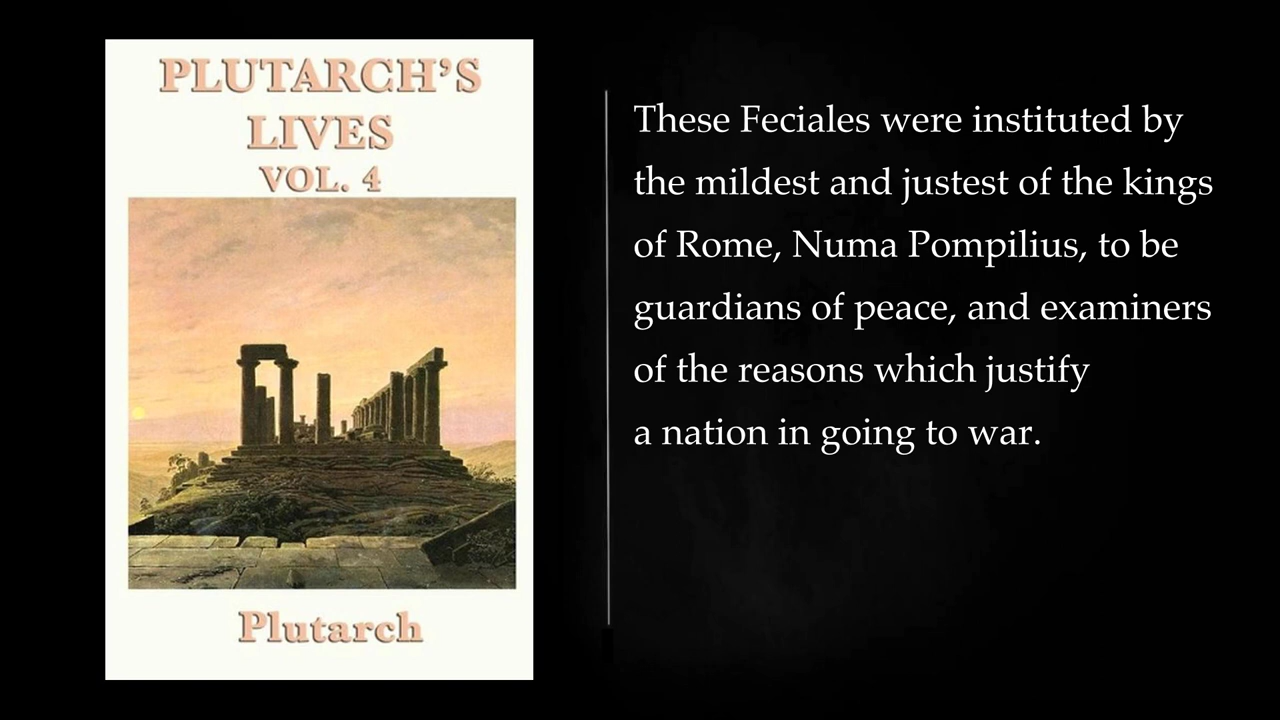 PLUTARCH'S
LIVES
VOL. 4
Plutarch
These Feciales were instituted by
the mildest and justest of the kings
of Rome, Numa Pompilius, to be
guardians of peace, and examiners
of the reasons which justify
a nation in going to war.